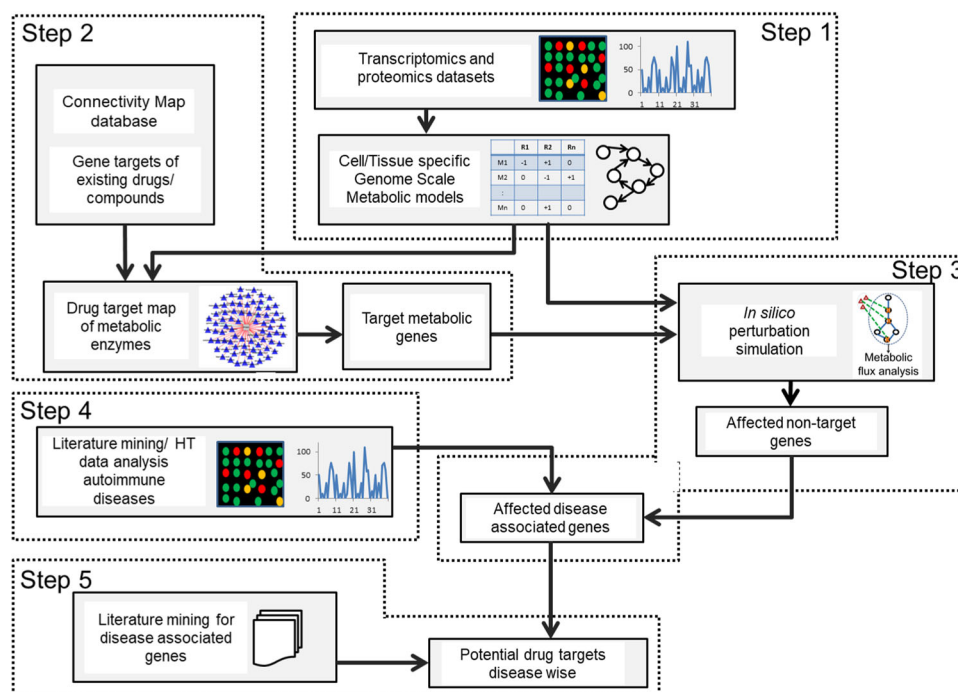 Step 1
Transcriptomics and
proteomics datasets
100
50
0
1 11 21 31
Cell/Tissue specific
Genome Scale
Metabolic models
R1 R2 Rn
M1 -1 +1 0
M2 0 -1 +1
:
Mn 0 +1 0
Step 2
Connectivity Map
database
Gene targets of
existing drugs/
compounds
Drug target map
of metabolic
enzymes
Target metabolic
genes
Step 3
In silico
perturbation
simulation
Metabolic
flux analysis
Affected non-target
genes
Step 4
Literature mining/ HT
data analysis
autoimmune
diseases
100
50
0
1 11 21 31
Affected disease
associated genes
Step 5
Literature mining for
disease associated
genes
Potential drug targets
disease wise